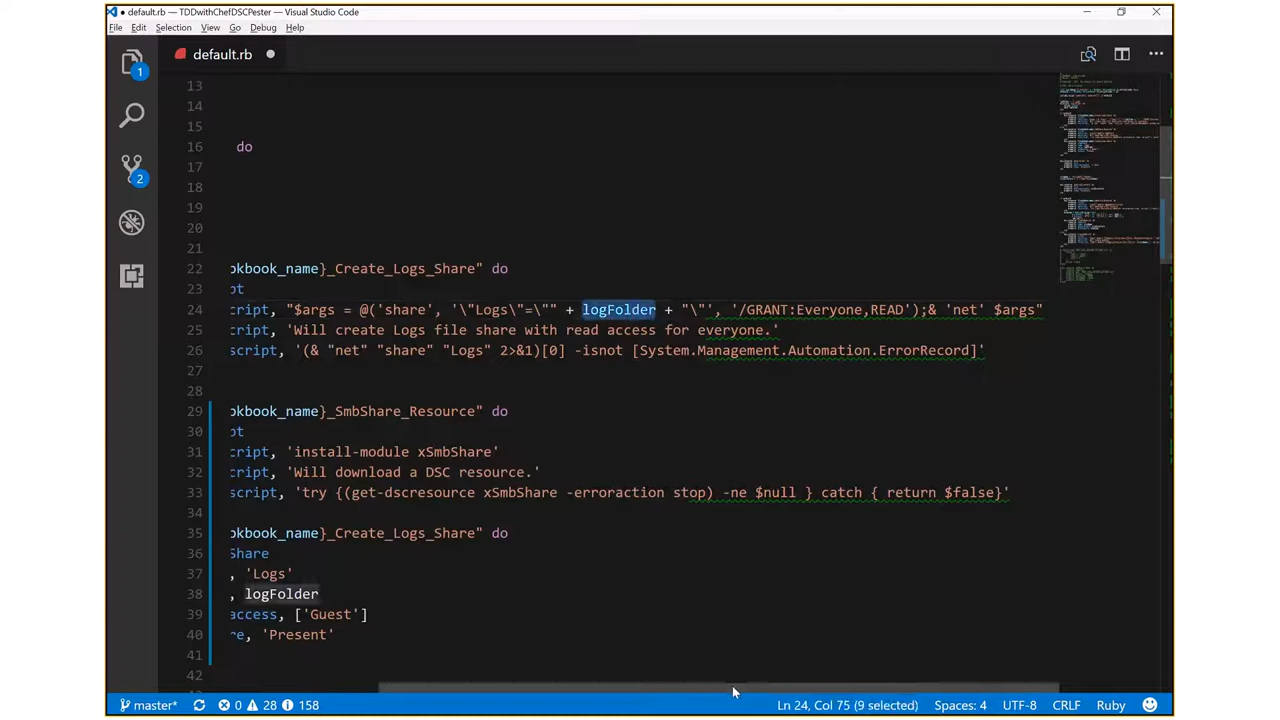 default.rb — TDDwithChefDSCPester — Visual Studio Code
File Edit Selection View Go Debug Help
default.rb
13
14
15
16 do
17
18
19
20
21
22 okbook_name}_Create_Logs_Share" do
23 pt
24 cript, "$args = @('share', '\"Logs\"=\"" + logFolder + "\"', '/GRANT:Everyone,READ');& 'net' $args"
25 script, 'Will create Logs file share with read access for everyone.'
26 script, '(& "net" "share" "Logs" 2>&1)[0] -isnot [System.Management.Automation.ErrorRecord]'
27
28
29 okbook_name}_SmbShare_Resource" do
30 pt
31 cript, 'install-module xSmbShare'
32 cript, 'Will download a DSC resource.'
33 script, 'try {(get-dscresource xSmbShare -erroraction stop) -ne $null } catch { return $false}'
34
35 okbook_name}_Create_Logs_Share" do
36 Share
37 , 'Logs'
38 , logFolder
39 access, ['Guest']
40 re, 'Present'
41
42
1
2
master* 0 28 158 Ln 24, Col 75 (9 selected) Spaces: 4 UTF-8 CRLF Ruby